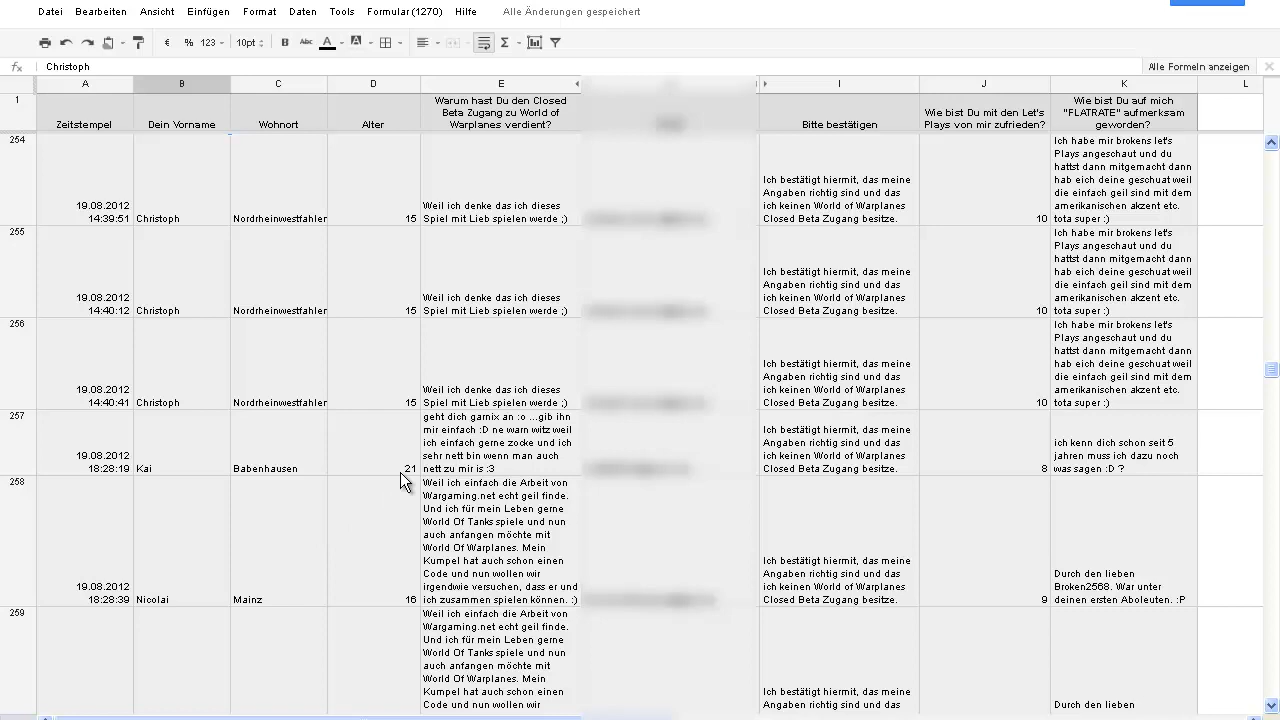 Datei Bearbeiten Ansicht Einfügen Format Daten Tools Formular (1270) Hilfe Alle Änderungen gespeichert
€ % 123 10pt B Abc A A Σ
fx Christoph Alle Formeln anzeigen
A B C D E I J K L
1
Zeitstempel
Dein Vorname
Wohnort
Alter
Warum hast Du den Closed
Beta Zugang zu World of
Warplanes verdient?
Bitte bestätigen
Wie bist Du mit den Let's
Plays von mir zufrieden?
Wie bist Du auf mich
"FLATRATE" aufmerksam
geworden?
254
19.08.2012
14:39:51
Christoph
Nordrheinwestfahler
15
Weil ich denke das ich dieses
Spiel mit Lieb spielen werde ;)
Ich bestätigt hiermit, das meine
Angaben richtig sind und das
ich keinen World of Warplanes
Closed Beta Zugang besitze.
10
Ich habe mir brokens let's
Plays angeschaut und du
hattst dann mitgemacht dann
hab eich deine geschuat weil
die einfach geil sind mit dem
amerikanischen akzent etc.
tota super :)
255
19.08.2012
14:40:12
Christoph
Nordrheinwestfahler
15
Weil ich denke das ich dieses
Spiel mit Lieb spielen werde ;)
Ich bestätigt hiermit, das meine
Angaben richtig sind und das
ich keinen World of Warplanes
Closed Beta Zugang besitze.
10
Ich habe mir brokens let's
Plays angeschaut und du
hattst dann mitgemacht dann
hab eich deine geschuat weil
die einfach geil sind mit dem
amerikanischen akzent etc.
tota super :)
256
19.08.2012
14:40:41
Christoph
Nordrheinwestfahler
15
Weil ich denke das ich dieses
Spiel mit Lieb spielen werde ;)
Ich bestätigt hiermit, das meine
Angaben richtig sind und das
ich keinen World of Warplanes
Closed Beta Zugang besitze.
10
Ich habe mir brokens let's
Plays angeschaut und du
hattst dann mitgemacht dann
hab eich deine geschuat weil
die einfach geil sind mit dem
amerikanischen akzent etc.
tota super :)
257
19.08.2012
18:28:19
Kai
Babenhausen
21
geht dich garnix an :o ...gib ihn
mir einfach :D ne warn witz weil
ich einfach gerne zocke und ich
sehr nett bin wenn man auch
nett zu mir is :3
Ich bestätigt hiermit, das meine
Angaben richtig sind und das
ich keinen World of Warplanes
Closed Beta Zugang besitze.
8
ich kenn dich schon seit 5
jahren muss ich dazu noch
was sagen :D ?
258
19.08.2012
18:28:39
Nicolai
Mainz
16
Weil ich einfach die Arbeit von
Wargaming.net echt geil finde.
Und ich für mein Leben gerne
World Of Tanks spiele und nun
auch anfangen möchte mit
World Of Warplanes. Mein
Kumpel hat auch schon einen
Code und nun wollen wir
irgendwie versuchen, dass er und
ich zusammen spielen können. :)
Ich bestätigt hiermit, das meine
Angaben richtig sind und das
ich keinen World of Warplanes
Closed Beta Zugang besitze.
9
Durch den lieben
Broken2568. War unter
deinen ersten Aboleuten. :P
259
Weil ich einfach die Arbeit von
Wargaming.net echt geil finde.
Und ich für mein Leben gerne
World Of Tanks spiele und nun
auch anfangen möchte mit
World Of Warplanes. Mein
Kumpel hat auch schon einen
Code und nun wollen wir
Ich bestätigt hiermit, das meine
Angaben richtig sind und das
Durch den lieben